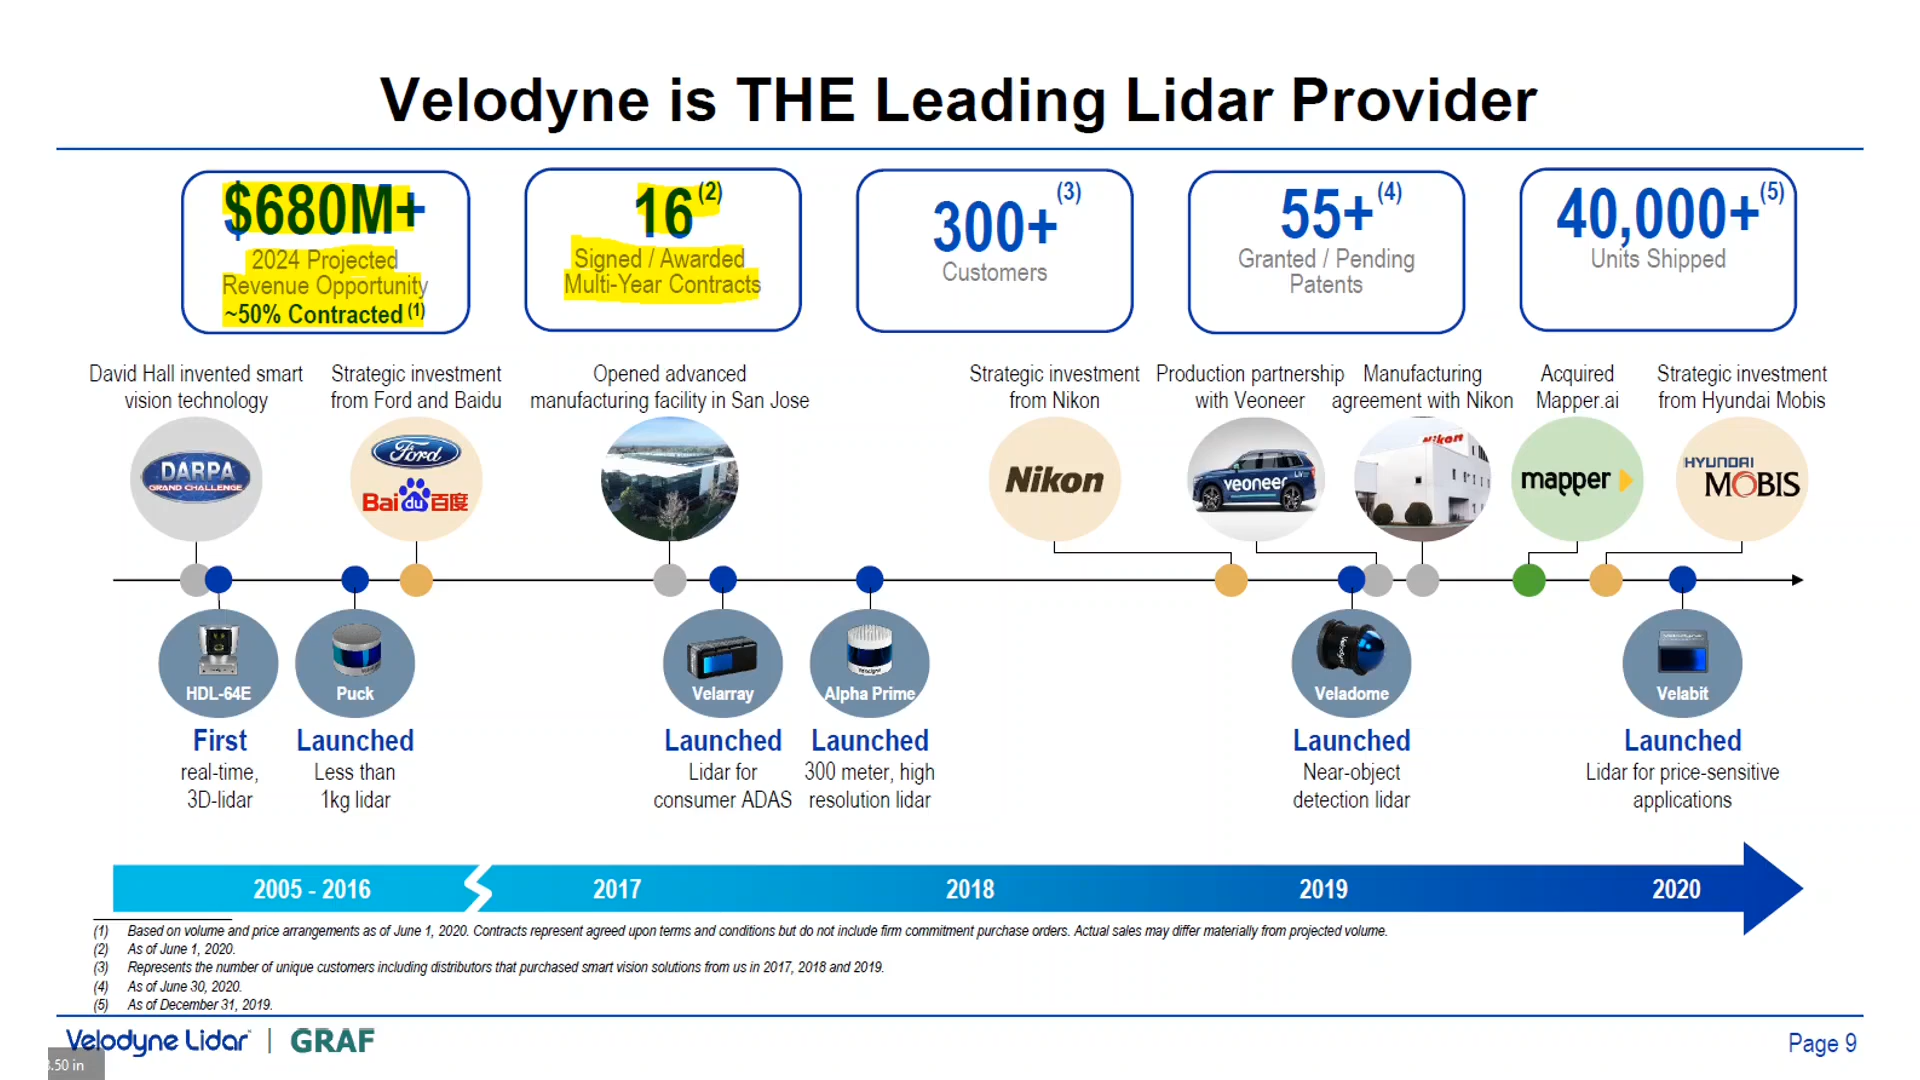 Velodyne is THE Leading Lidar Provider
$680M+
2024 Projected
Revenue Opportunity
~50% Contracted (1)
16 (2)
Signed / Awarded
Multi-Year Contracts
300+ (3)
Customers
55+ (4)
Granted / Pending
Patents
40,000+ (5)
Units Shipped
David Hall invented smart
vision technology
Strategic investment
from Ford and Baidu
Opened advanced
manufacturing facility in San Jose
Strategic investment
from Nikon
Production partnership
with Veoneer
Manufacturing
agreement with Nikon
Acquired
Mapper.ai
Strategic investment
from Hyundai Mobis
DARPA
GRAND CHALLENGE
Ford
Bai du 百度
Nikon
veoneer
Nikon
mapper
HYUNDAI
MOBIS
HDL-64E
Puck
Velarray
Alpha Prime
Veladome
Velabit
First
real-time,
3D-lidar
Launched
Less than
1kg lidar
Launched
Lidar for
consumer ADAS
Launched
300 meter, high
resolution lidar
Launched
Near-object
detection lidar
Launched
Lidar for price-sensitive
applications
2005 - 2016
2017
2018
2019
2020
(1) Based on volume and price arrangements as of June 1, 2020. Contracts represent agreed upon terms and conditions but do not include firm commitment purchase orders. Actual sales may differ materially from projected volume.
(2) As of June 1, 2020.
(3) Represents the number of unique customers including distributors that purchased smart vision solutions from us in 2017, 2018 and 2019.
(4) As of June 30, 2020.
(5) As of December 31, 2019.
Velodyne Lidar | GRAF
Page 9
.50 in